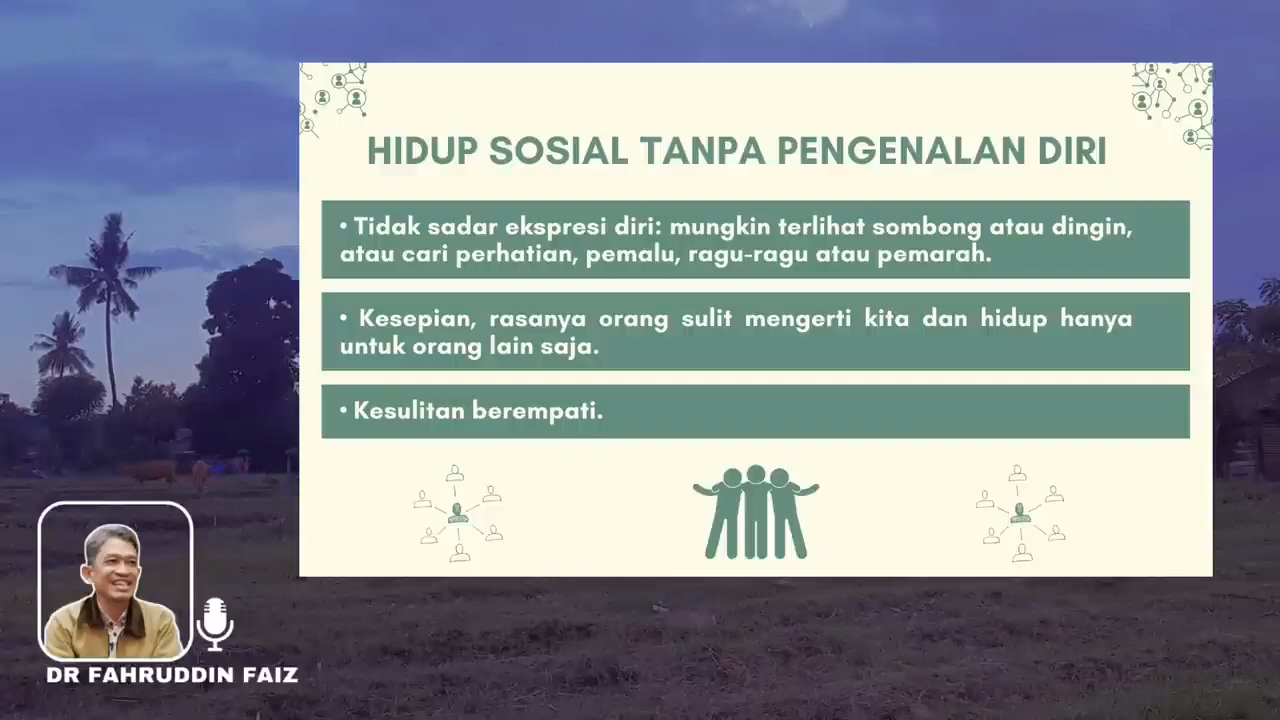 HIDUP SOSIAL TANPA PENGENALAN DIRI
• Tidak sadar ekspresi diri: mungkin terlihat sombong atau dingin,
atau cari perhatian, pemalu, ragu-ragu atau pemarah.
• Kesepian, rasanya orang sulit mengerti kita dan hidup hanya
untuk orang lain saja.
• Kesulitan berempati.
DR FAHRUDDIN FAIZ